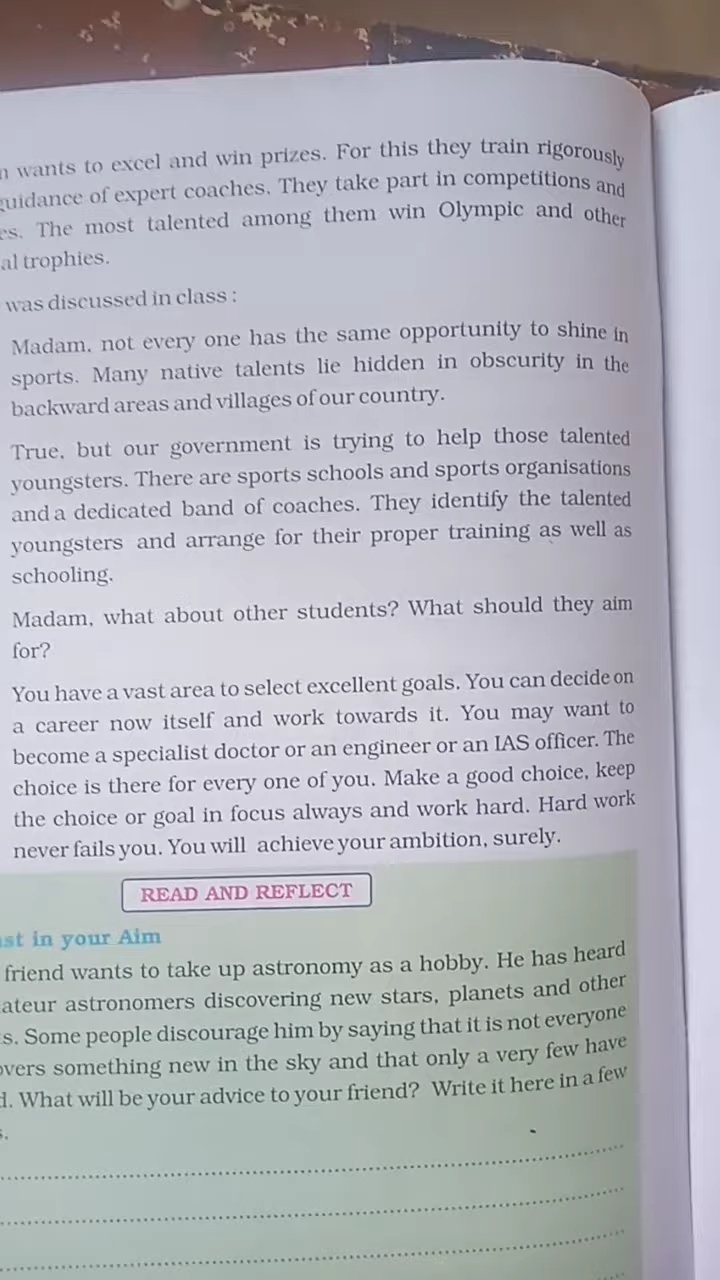 wants to excel and win prizes. For this they train rigorously
guidance of expert coaches. They take part in competitions and
The most talented among them win Olympic and other
al trophies.
was discussed in class :
Madam, not every one has the same opportunity to shine in
sports. Many native talents lie hidden in obscurity in the
backward areas and villages of our country.
True, but our government is trying to help those talented
youngsters. There are sports schools and sports organisations
and a dedicated band of coaches. They identify the talented
youngsters and arrange for their proper training as well as
schooling.
Madam, what about other students? What should they aim
for?
You have a vast area to select excellent goals. You can decide on
a career now itself and work towards it. You may want to
become a specialist doctor or an engineer or an IAS officer. The
choice is there for every one of you. Make a good choice, keep
the choice or goal in focus always and work hard. Hard work
never fails you. You will achieve your ambition, surely.
READ AND REFLECT
st in your Aim
friend wants to take up astronomy as a hobby. He has heard
ateur astronomers discovering new stars, planets and other
s. Some people discourage him by saying that it is not everyone
overs something new in the sky and that only a very few have
d. What will be your advice to your friend? Write it here in a few
s.